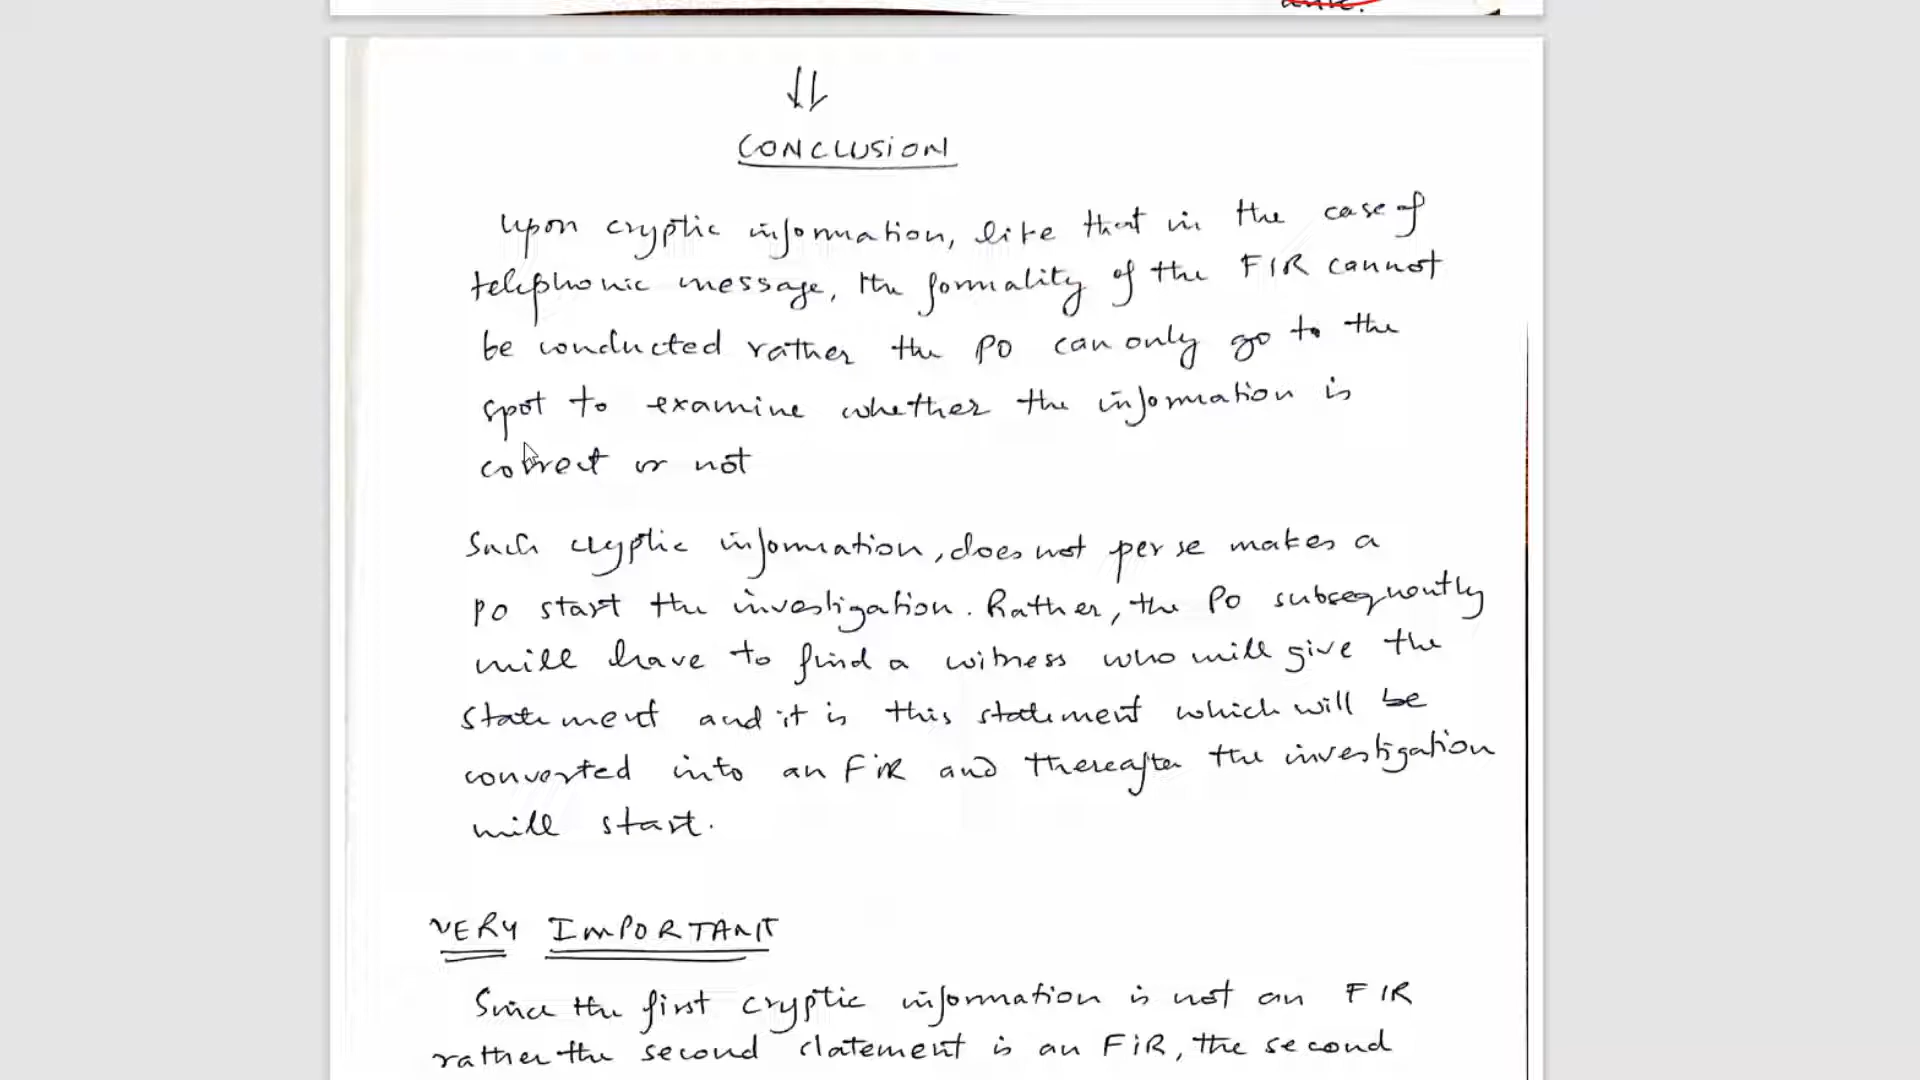 CONCLUSION
Upon cryptic information, like that in the case of
telephonic message, the formality of the FIR cannot
be conducted rather the PO can only go to the
spot to examine whether the information is
correct or not
Such cryptic information, does not per se makes a
PO start the investigation. Rather, the PO subsequently
will have to find a witness who will give the
statement and it is this statement which will be
converted into an FIR and thereafter the investigation
will start.
VERY IMPORTANT
Since the first cryptic information is not an FIR
rather the second statement is an FIR, the second